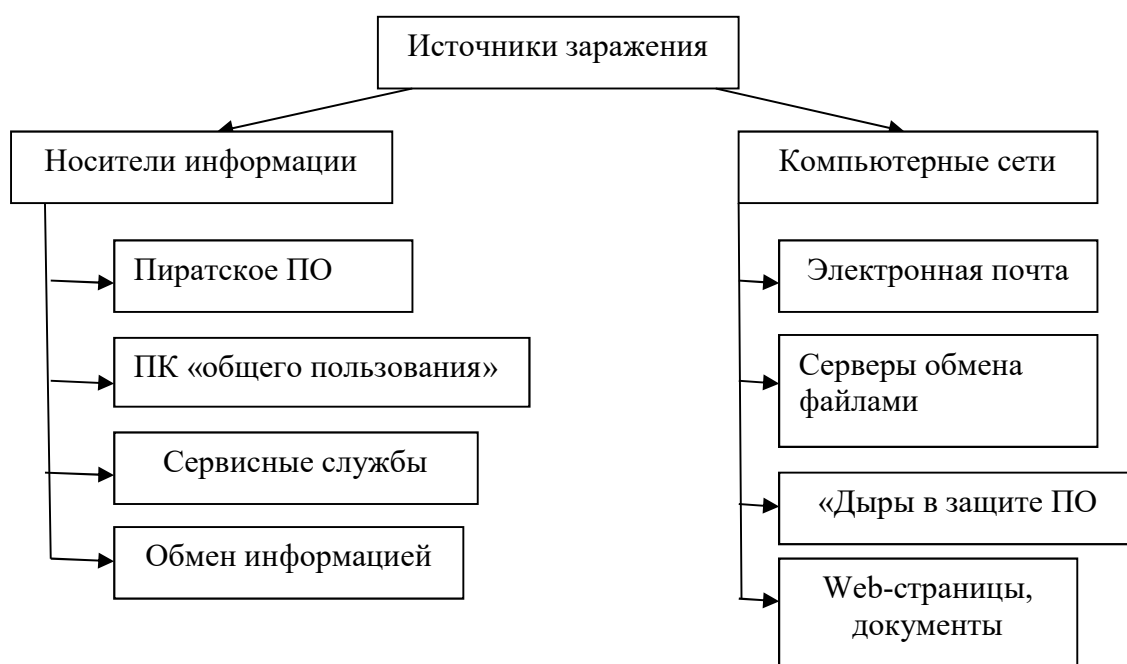 Источники заражения
Носители информации
Компьютерные сети
Пиратское ПО
ПК «общего пользования»
Сервисные службы
Обмен информацией
Электронная почта
Серверы обмена
файлами
«Дыры в защите ПО
Web-страницы,
документы